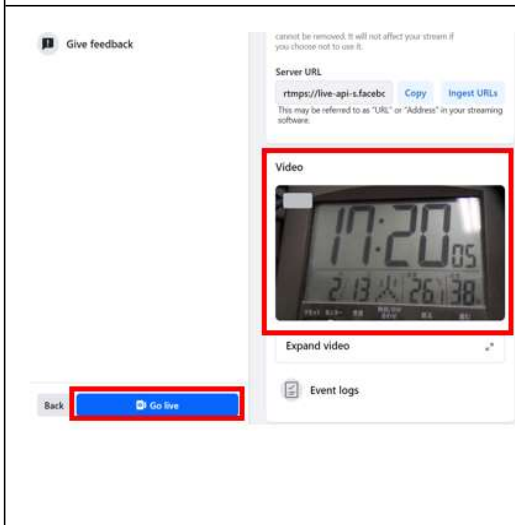 Give feedback
cannot be removed. It will not affect your stream if
you choose not to use it.
Server URL
rtmps://live-api-s.facebc
Copy
Ingest URLs
This may be referred to as "URL" or "Address" in your streaming
software.
Video
17:20 05
2/13 火 26 38
Expand video
Event logs
Back
Go live